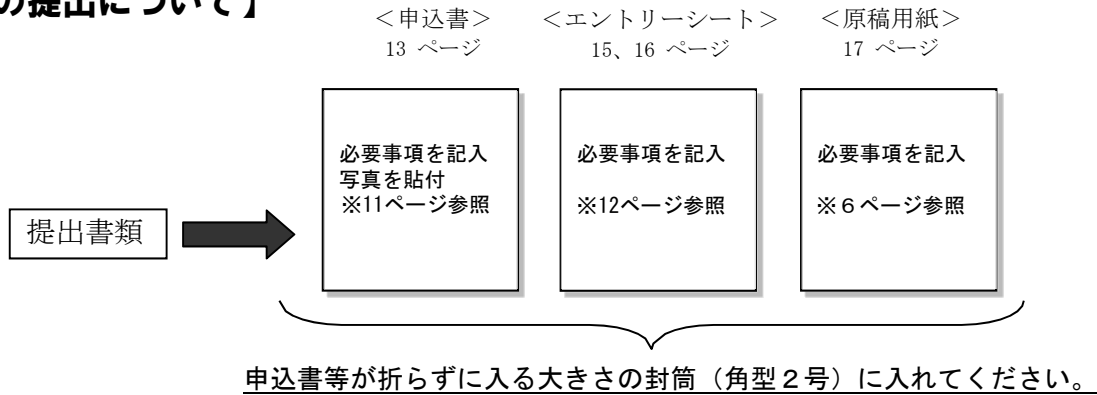 の提出について】
＜申込書＞
13 ページ
＜エントリーシート＞
15、16 ページ
＜原稿用紙＞
17 ページ
必要事項を記入
写真を貼付
※11ページ参照
必要事項を記入
※12ページ参照
必要事項を記入
※６ページ参照
提出書類
申込書等が折らずに入る大きさの封筒（角型２号）に入れてください。